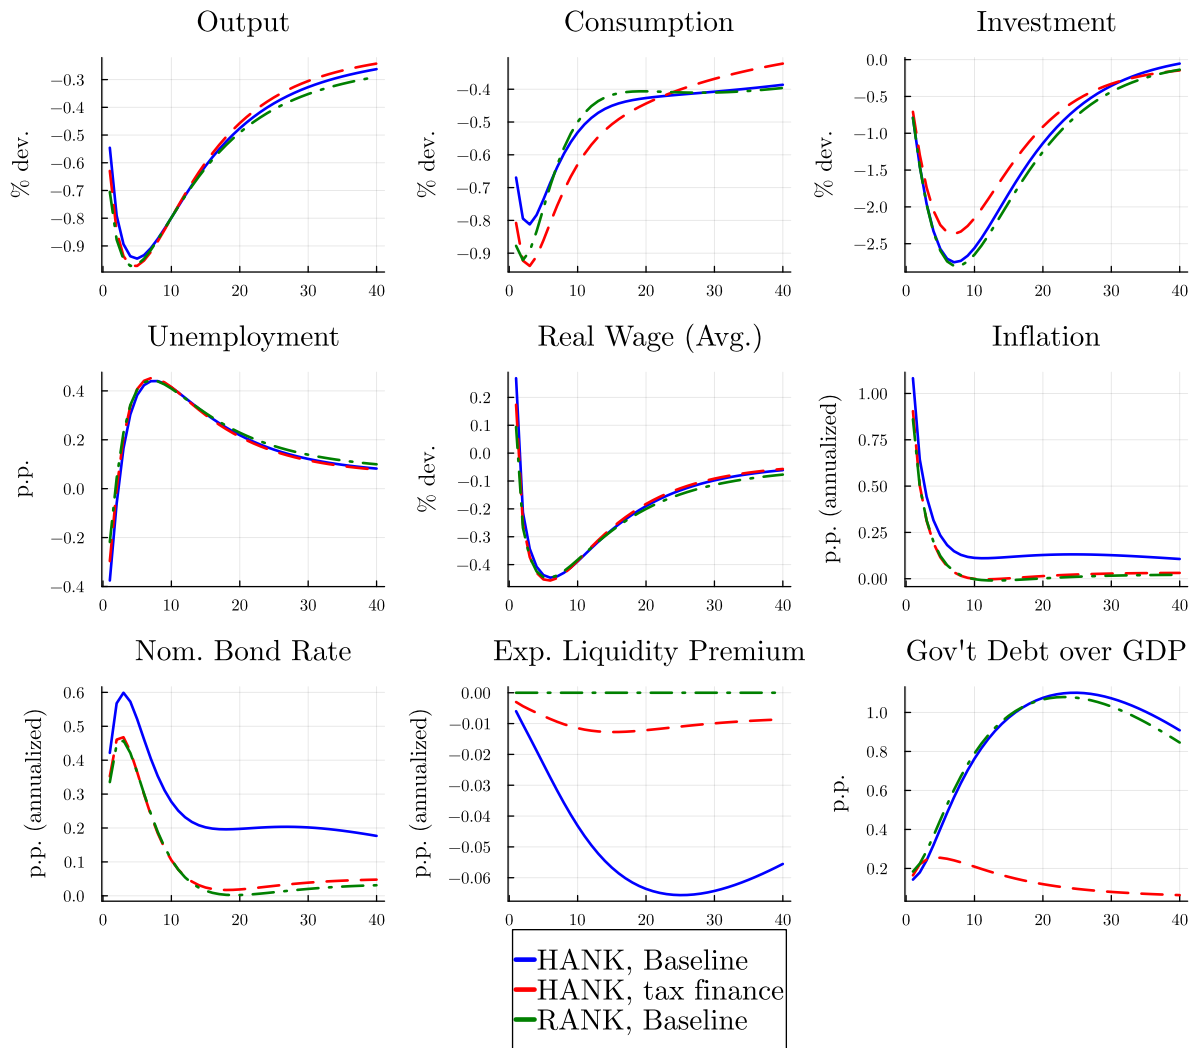 Output
Consumption
Investment
% dev.
−0.3
−0.4
−0.5
−0.6
−0.7
−0.8
−0.9
0 10 20 30 40
% dev.
−0.4
−0.5
−0.6
−0.7
−0.8
−0.9
0 10 20 30 40
% dev.
0.0
−0.5
−1.0
−1.5
−2.0
−2.5
0 10 20 30 40
Unemployment
Real Wage (Avg.)
Inflation
p.p.
0.4
0.2
0.0
−0.2
−0.4
0 10 20 30 40
% dev.
0.2
0.1
0.0
−0.1
−0.2
−0.3
−0.4
0 10 20 30 40
p.p. (annualized)
1.00
0.75
0.50
0.25
0.00
0 10 20 30 40
Nom. Bond Rate
Exp. Liquidity Premium
Gov't Debt over GDP
p.p. (annualized)
0.6
0.5
0.4
0.3
0.2
0.1
0.0
0 10 20 30 40
p.p. (annualized)
0.00
−0.01
−0.02
−0.03
−0.04
−0.05
−0.06
0 10 20 30 40
p.p.
1.0
0.8
0.6
0.4
0.2
0 10 20 30 40
HANK, Baseline
HANK, tax finance
RANK, Baseline